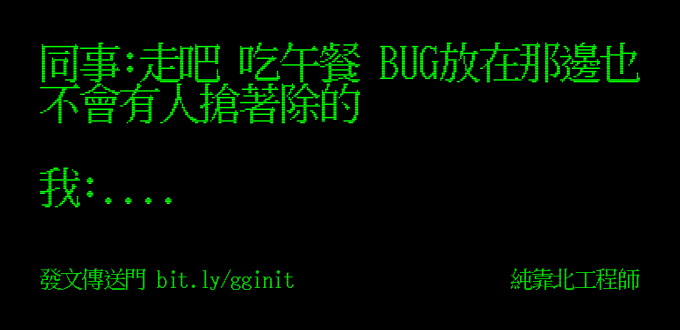 同事:走吧 吃午餐 BUG放在那邊也
不會有人搶著除的
我:....
發文傳送門 bit.ly/gginit
純靠北工程師